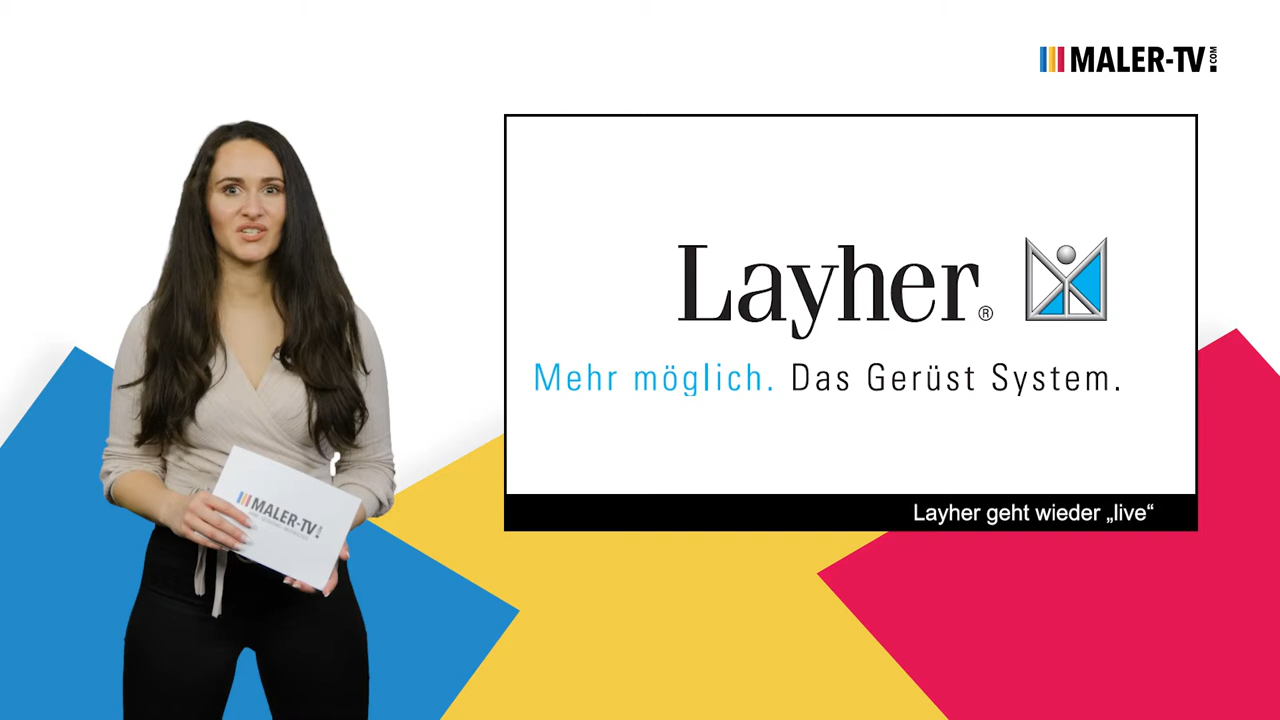 MALER-TV!.COM
Layher®
Mehr möglich. Das Gerüst System.
MALER-TV!
Layher geht wieder „live“